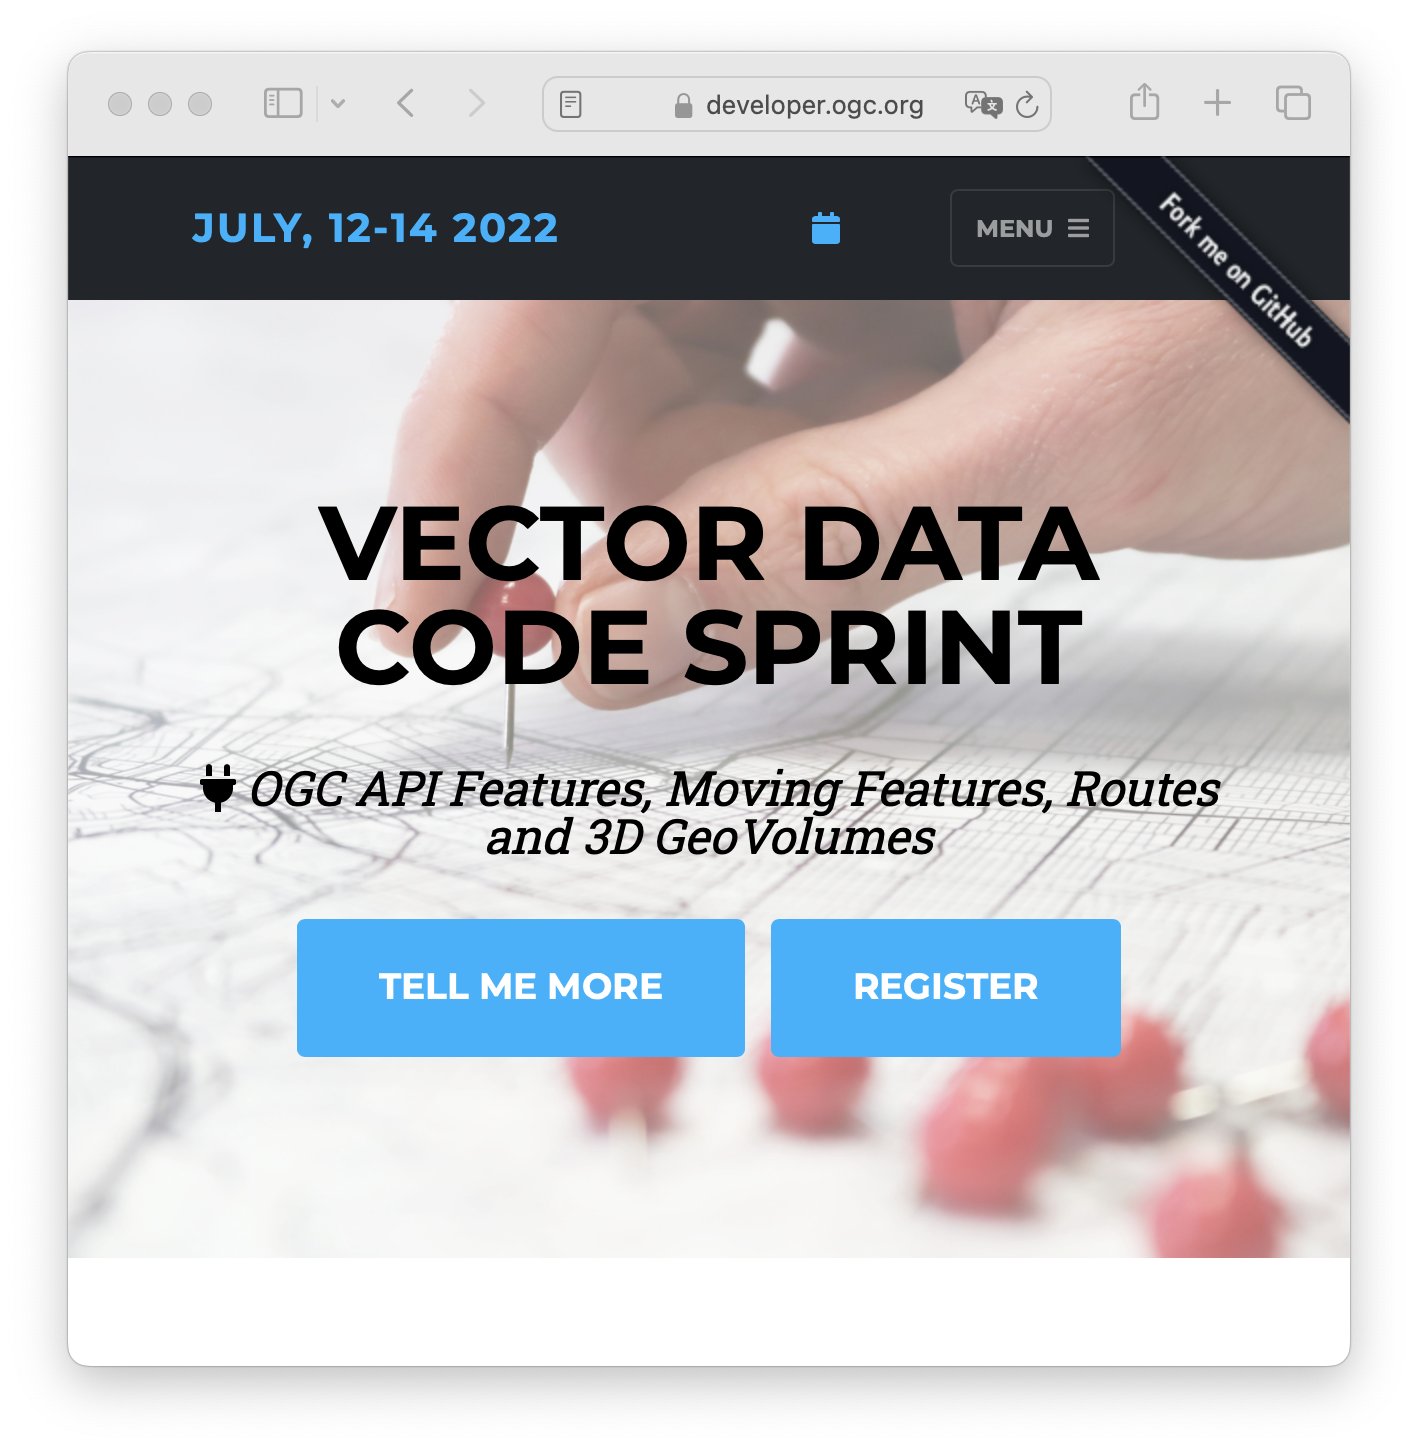 developer.ogc.org
JULY, 12-14 2022
MENU
Fork me on GitHub
VECTOR DATA
CODE SPRINT
OGC API Features, Moving Features, Routes
and 3D GeoVolumes
TELL ME MORE
REGISTER